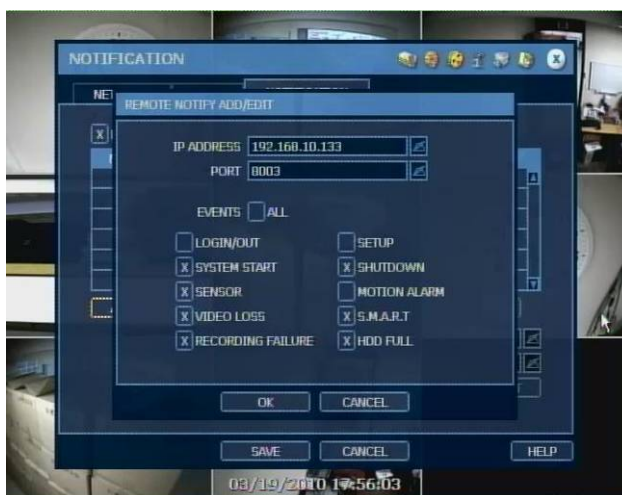 NOTIFICATION
X
NE
REMOTE NOTIFY ADD/EDIT
X
IP ADDRESS 192.168.10.133
PORT 8003
EVENTS ALL
LOGIN/OUT SETUP
X SYSTEM START X SHUTDOWN
X SENSOR MOTION ALARM
X VIDEO LOSS X S.M.A.R.T
X RECORDING FAILURE X HDD FULL
OK CANCEL
SAVE CANCEL HELP
03/19/2010 17:56:03